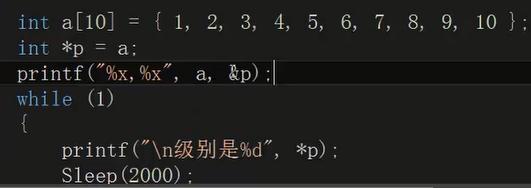 int a[10] = { 1, 2, 3, 4, 5, 6, 7, 8, 9, 10 };
int *p = a;
printf("%x,%x", a, &p);
while (1)
{
printf("\n级别是%d", *p);
Sleep(2000);